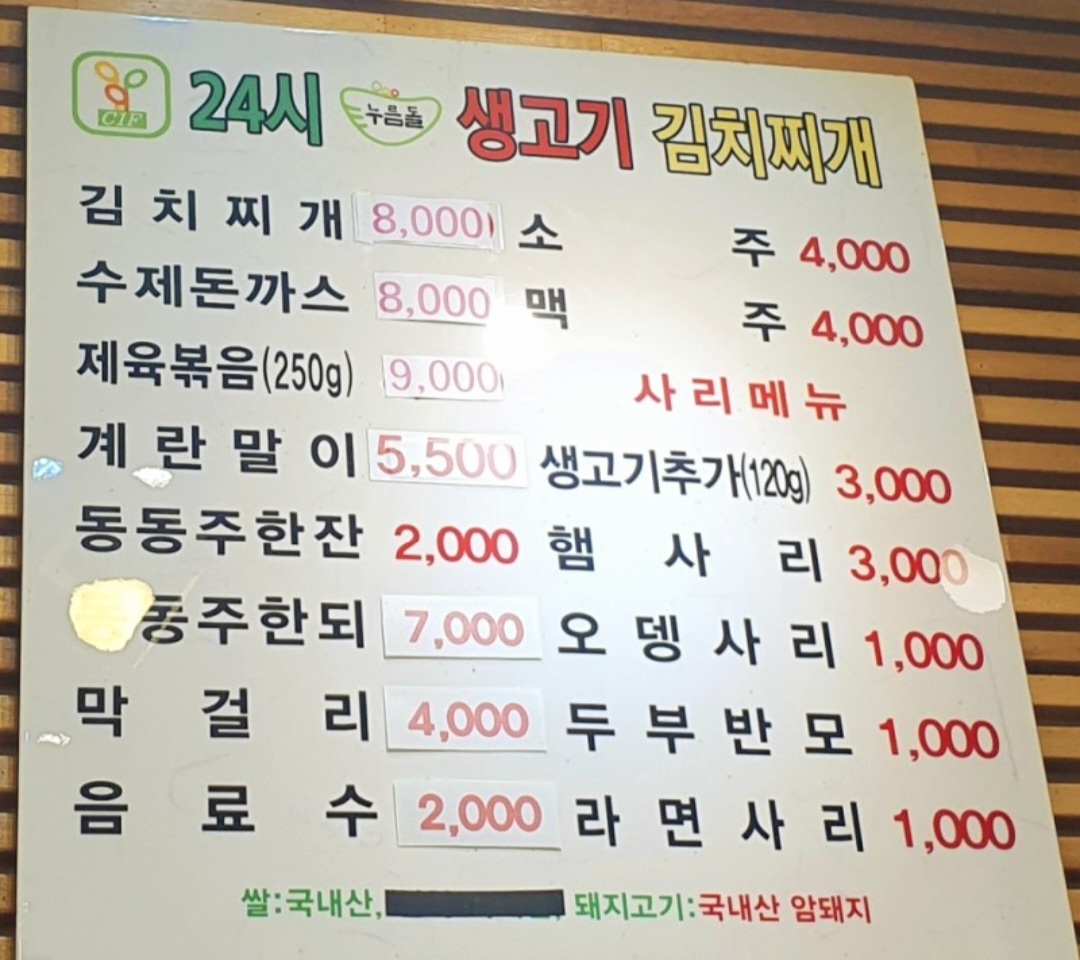 24시 누름돌 생고기 김치찌개
김치찌개 8,000
수제돈까스 8,000
제육볶음(250g) 9,000
계란말이 5,500
동동주한잔 2,000
동주한되 7,000
막걸리 4,000
음료수 2,000
소주 4,000
맥주 4,000
사리메뉴
생고기추가(120g) 3,000
햄사리 3,000
오뎅사리 1,000
두부반모 1,000
라면사리 1,000
쌀:국내산, 돼지고기:국내산 암돼지